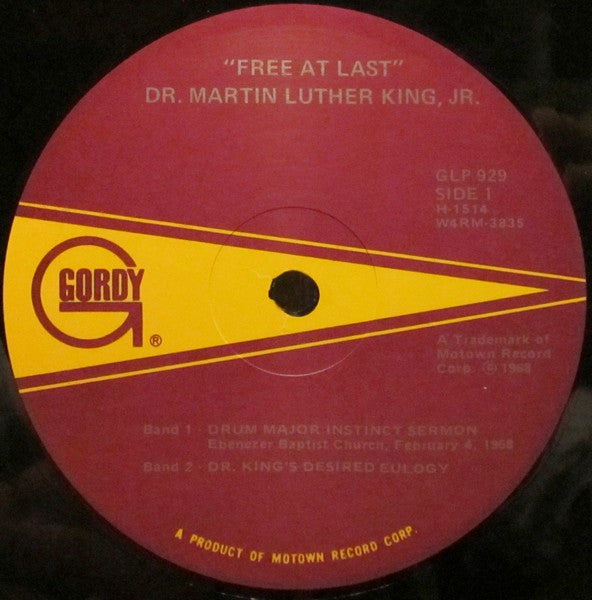 "FREE AT LAST"
DR. MARTIN LUTHER KING, JR.
GLP 929
SIDE 1
H-1514
W4RM-3835
GORDY
G
®
A Trademark of
Motown Record
Corp. ℗ 1968
Band 1 - DRUM MAJOR INSTINCT SERMON
Ebenezer Baptist Church, February 4, 1968
Band 2 - DR. KING'S DESIRED EULOGY
A PRODUCT OF MOTOWN RECORD CORP.